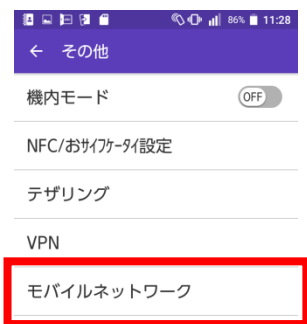 86% 11:28
← その他
機内モード OFF
NFC/おサイフケータイ設定
テザリング
VPN
モバイルネットワーク